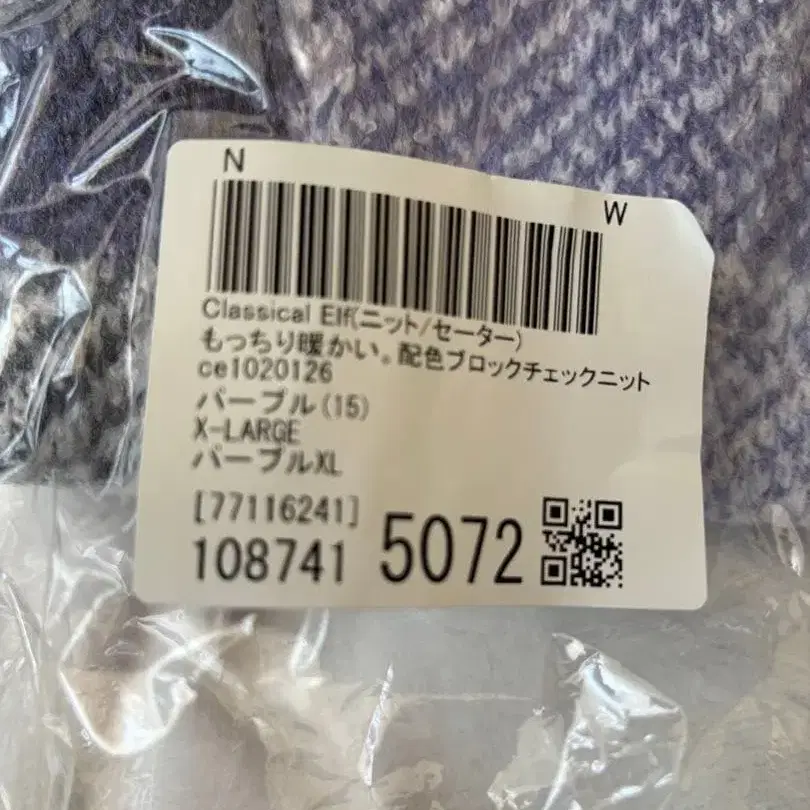 N
W
Classical Elf(ニット/セーター)
もっちり暖かい。配色ブロックチェックニット
ce1020126
パープル(15)
X-LARGE
パープルXL
[77116241]
108741 5072